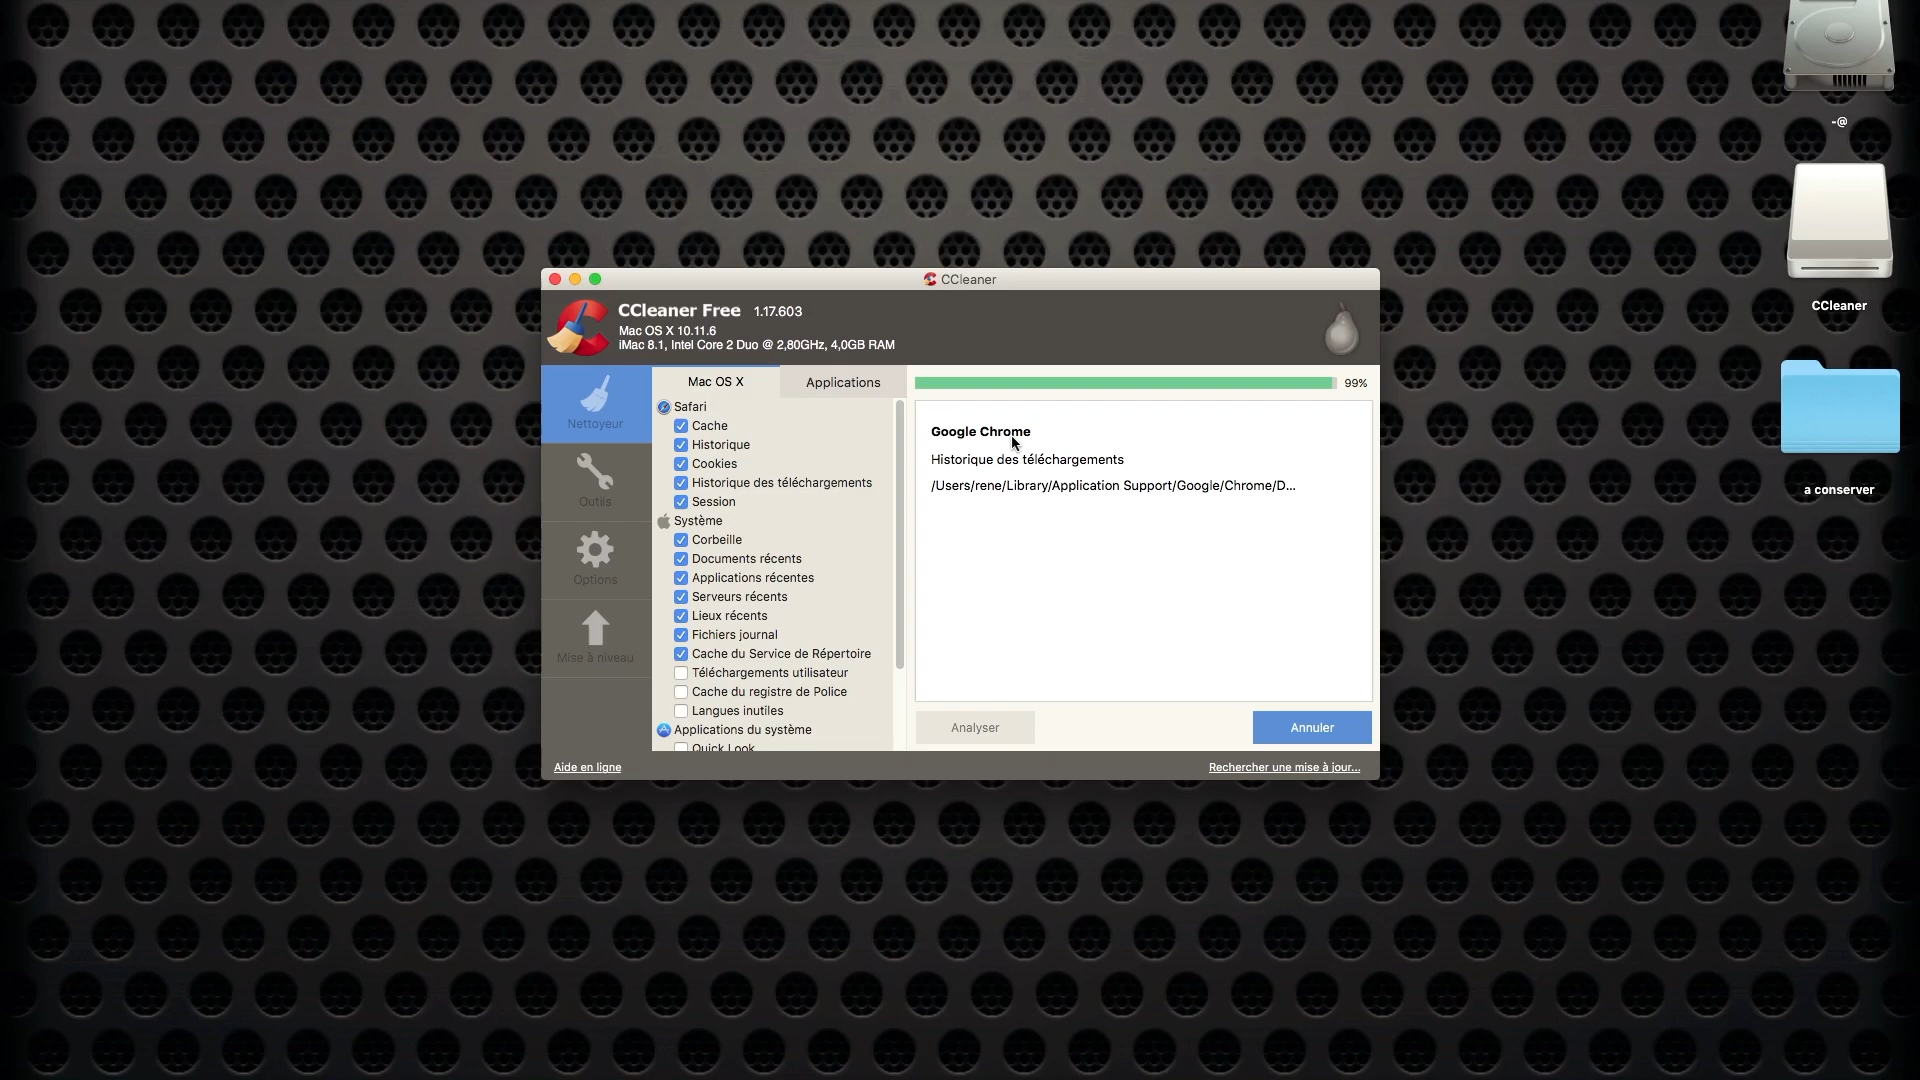 -@
CCleaner
a conserver
CCleaner
CCleaner Free 1.17.603
Mac OS X 10.11.6
iMac 8.1, Intel Core 2 Duo @ 2,80GHz, 4,0GB RAM
Nettoyeur
Outils
Options
Mise à niveau
Mac OS X
Applications
Safari
Cache
Historique
Cookies
Historique des téléchargements
Session
Système
Corbeille
Documents récents
Applications récentes
Serveurs récents
Lieux récents
Fichiers journal
Cache du Service de Répertoire
Téléchargements utilisateur
Cache du registre de Police
Langues inutiles
Applications du système
Quick Look
99%
Google Chrome
Historique des téléchargements
/Users/rene/Library/Application Support/Google/Chrome/D...
Analyser
Annuler
Aide en ligne
Rechercher une mise à jour...